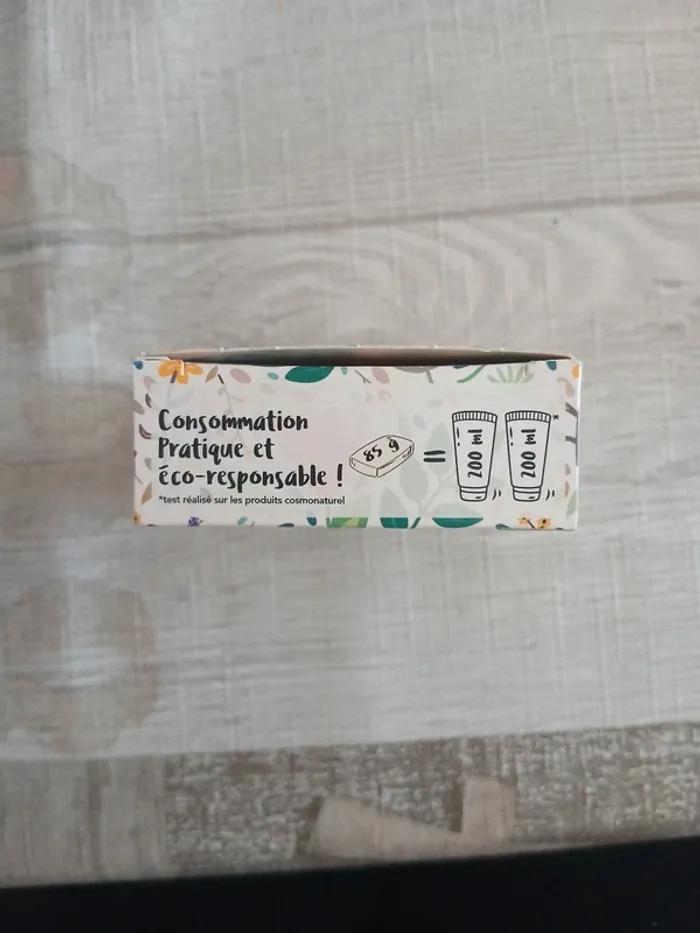 Consommation
Pratique et
éco-responsable !
*test réalisé sur les produits cosmonaturel
85 g
=
200 ml
200 ml
*